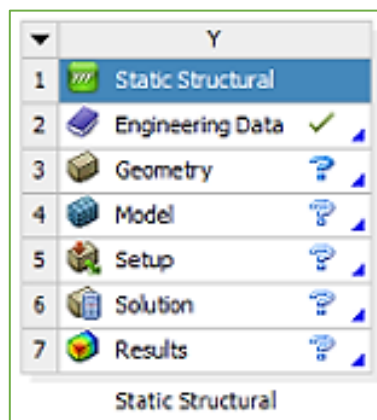 Y
1 Static Structural
2 Engineering Data
3 Geometry
4 Model
5 Setup
6 Solution
7 Results
Static Structural